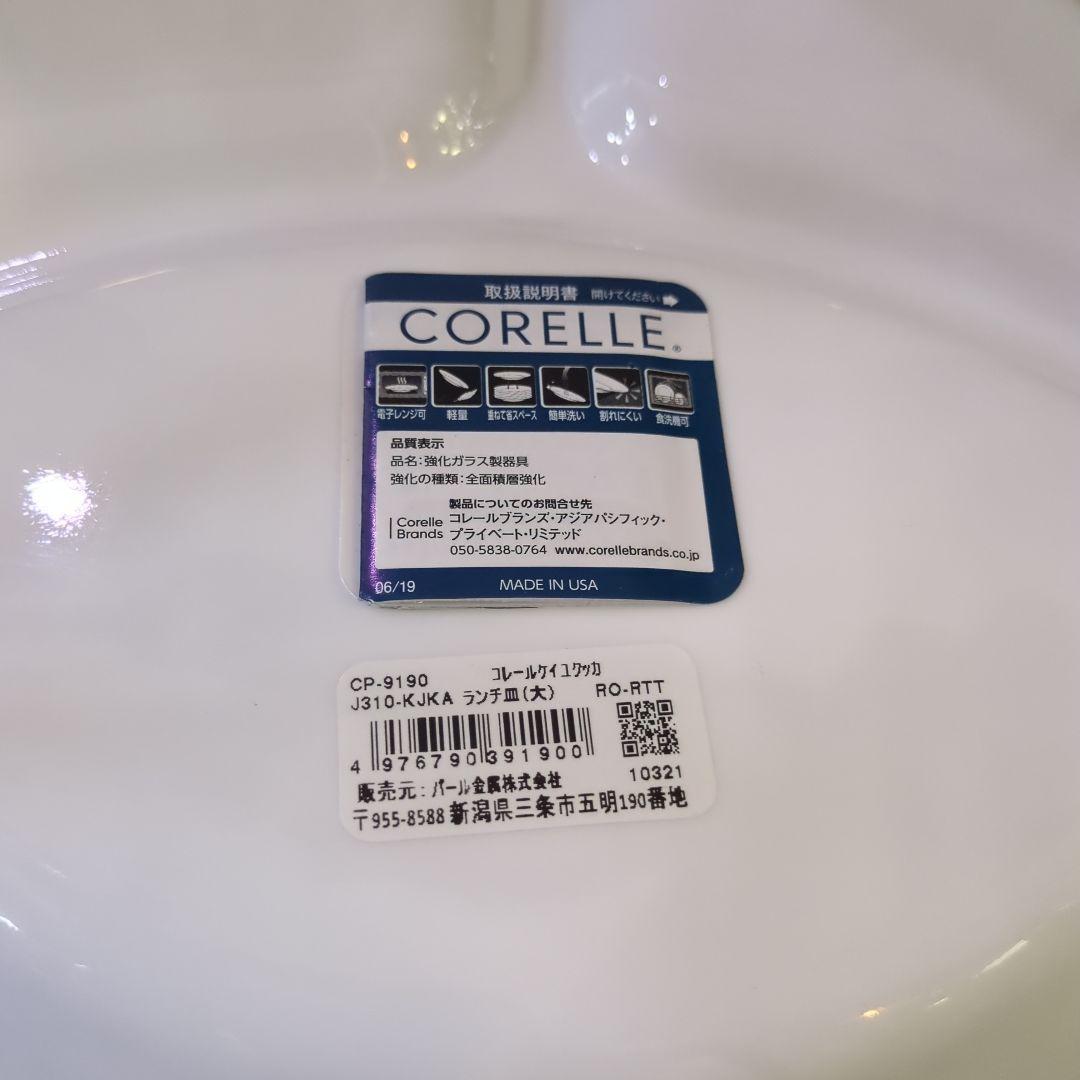 取扱説明書 開けてください
CORELLE®
電子レンジ可 軽量 重ねて省スペース 簡単洗い 割れにくい 食洗機可
品質表示
品名:強化ガラス製器具
強化の種類:全面積層強化
製品についてのお問合せ先
Corelle Brands コレールブランズ・アジアパシフィック・
プライベート・リミテッド
050-5838-0764 www.corellebrands.co.jp
06/19 MADE IN USA
CP-9190 コレールケイユクッカ
J310-KJKA ランチ皿(大) RO-RTT
4 976790 391900
10321
販売元:パール金属株式会社
〒955-8588 新潟県三条市五明190番地